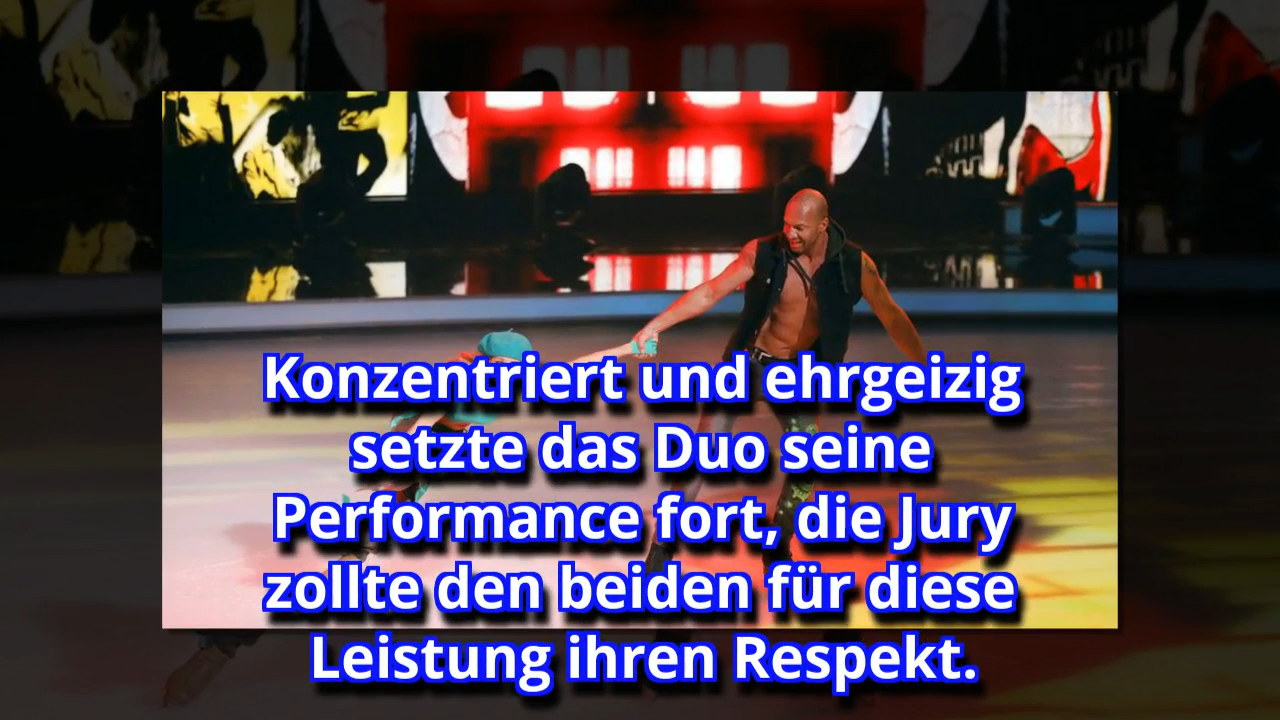 Konzentriert und ehrgeizig
setzte das Duo seine
Performance fort, die Jury
zollte den beiden für diese
Leistung ihren Respekt.